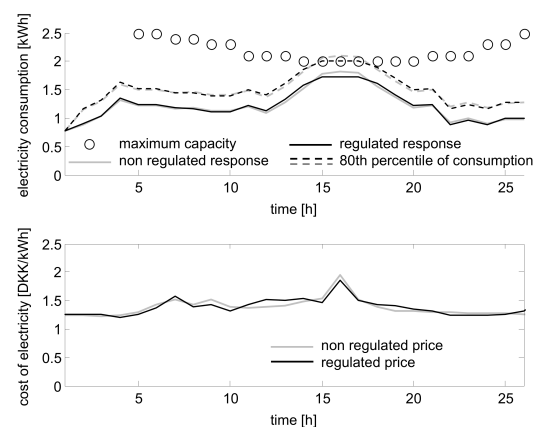 electricity consumption [kWh]
2.5
2
1.5
1
0.5
0
maximum capacity
regulated response
non regulated response
80th percentile of consumption
5 10 15 20 25
time [h]
cost of electricity [DKK/kWh]
2.5
2
1.5
1
0.5
0
non regulated price
regulated price
5 10 15 20 25
time [h]